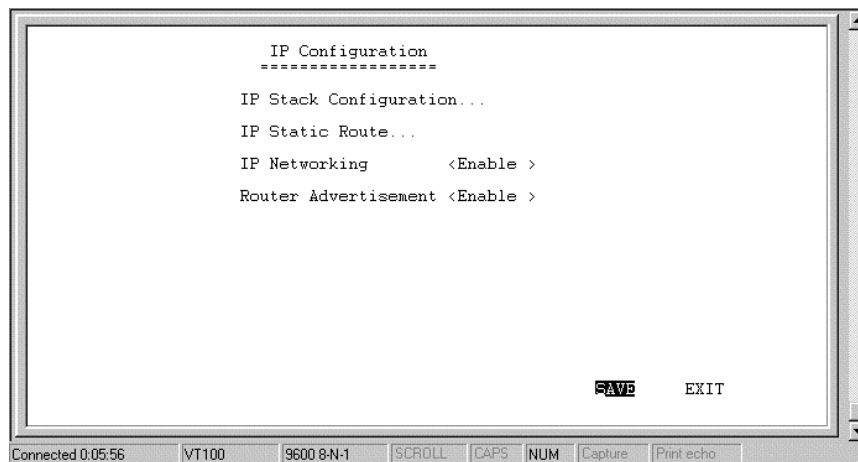 IP Configuration
==================
IP Stack Configuration...
IP Static Route...
IP Networking <Enable >
Router Advertisement <Enable >
SAVE EXIT
Connected 0:05:56 VT100 9600 8-N-1 SCROLL CAPS NUM Capture Print echo